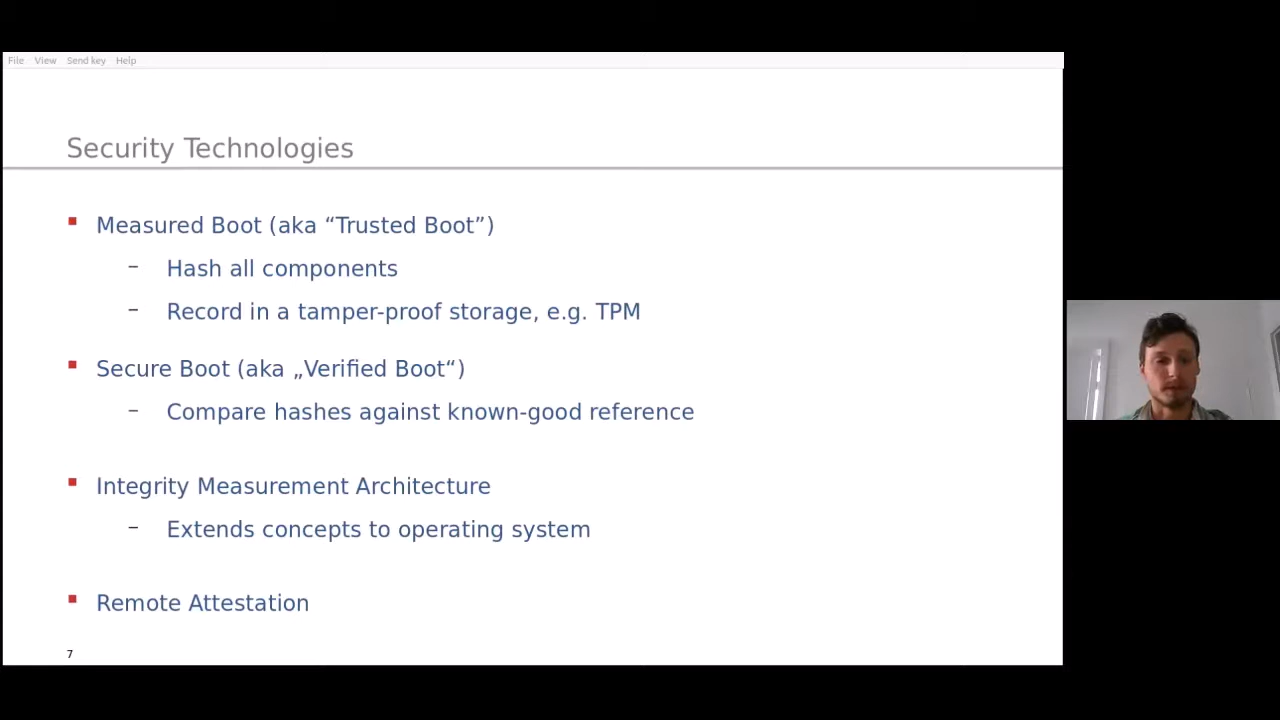 File View Send key Help
Security Technologies
Measured Boot (aka “Trusted Boot”)
– Hash all components
– Record in a tamper-proof storage, e.g. TPM
Secure Boot (aka „Verified Boot“)
– Compare hashes against known-good reference
Integrity Measurement Architecture
– Extends concepts to operating system
Remote Attestation
7